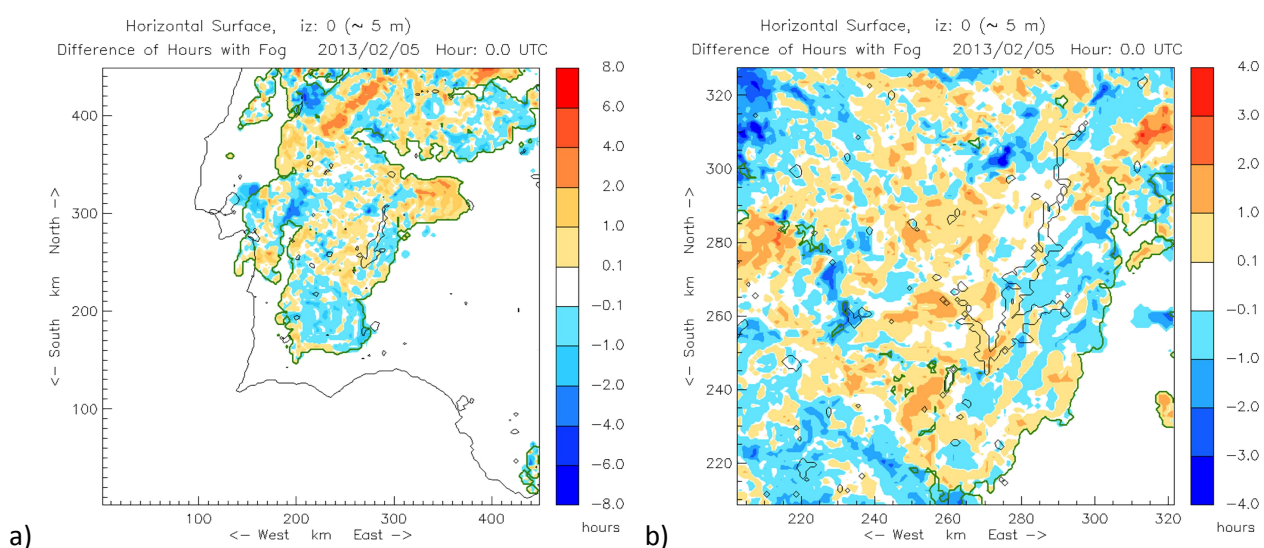 Horizontal Surface, iz: 0 (~ 5 m)
Difference of Hours with Fog 2013/02/05 Hour: 0.0 UTC
400
300
200
100
<- South km North ->
100 200 300 400
<- West km East ->
8.0
6.0
4.0
2.0
1.0
0.1
-0.1
-1.0
-2.0
-4.0
-6.0
-8.0
hours
a)
Horizontal Surface, iz: 0 (~ 5 m)
Difference of Hours with Fog 2013/02/05 Hour: 0.0 UTC
320
300
280
260
240
220
<- South km North ->
220 240 260 280 300 320
<- West km East ->
4.0
3.0
2.0
1.0
0.1
-0.1
-1.0
-2.0
-3.0
-4.0
hours
b)